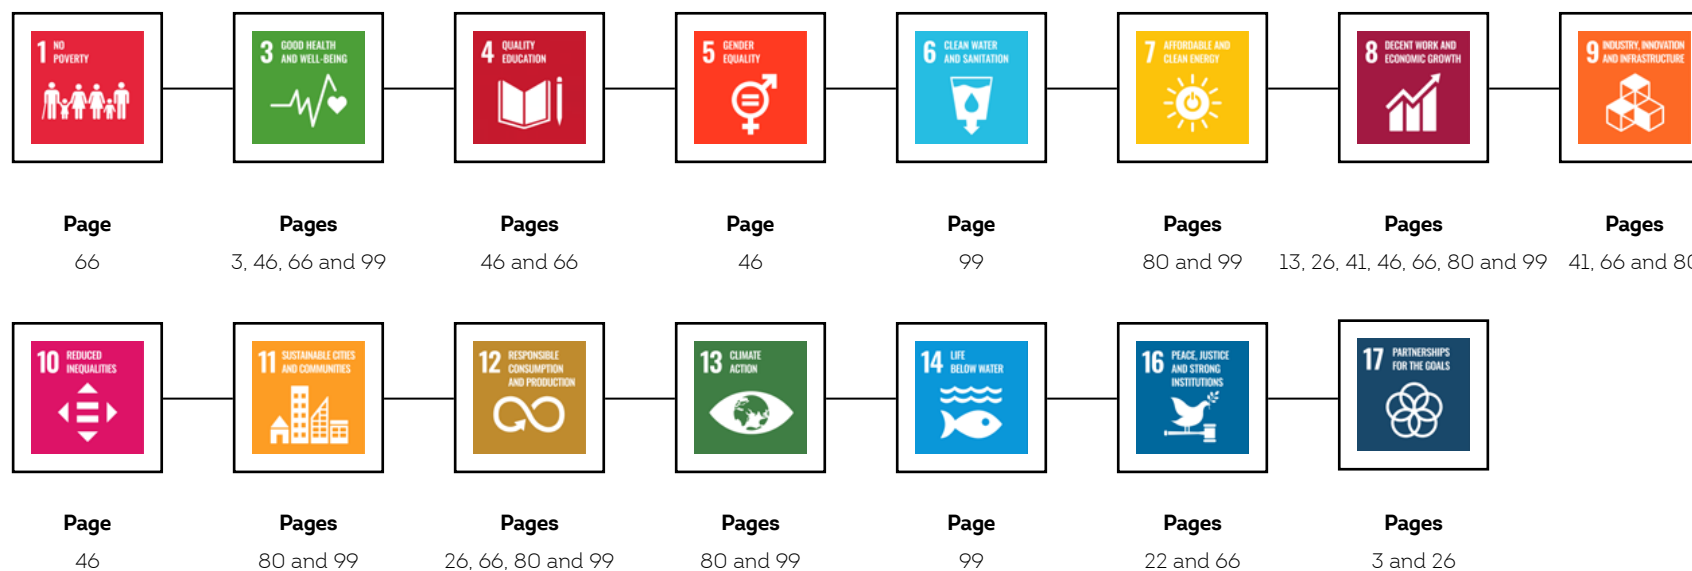 1 NO
POVERTY
3 GOOD HEALTH
AND WELL-BEING
4 QUALITY
EDUCATION
5 GENDER
EQUALITY
6 CLEAN WATER
AND SANITATION
7 AFFORDABLE AND
CLEAN ENERGY
8 DECENT WORK AND
ECONOMIC GROWTH
9 INDUSTRY, INNOVATION
AND INFRASTRUCTURE
Page
66
Pages
3, 46, 66 and 99
Pages
46 and 66
Page
46
Page
99
Pages
80 and 99
Pages
13, 26, 41, 46, 66, 80 and 99
Pages
41, 66 and 80
10 REDUCED
INEQUALITIES
11 SUSTAINABLE CITIES
AND COMMUNITIES
12 RESPONSIBLE
CONSUMPTION
AND PRODUCTION
13 CLIMATE
ACTION
14 LIFE
BELOW WATER
16 PEACE, JUSTICE
AND STRONG
INSTITUTIONS
17 PARTNERSHIPS
FOR THE GOALS
Page
46
Pages
80 and 99
Pages
26, 66, 80 and 99
Pages
80 and 99
Page
99
Pages
22 and 66
Pages
3 and 26